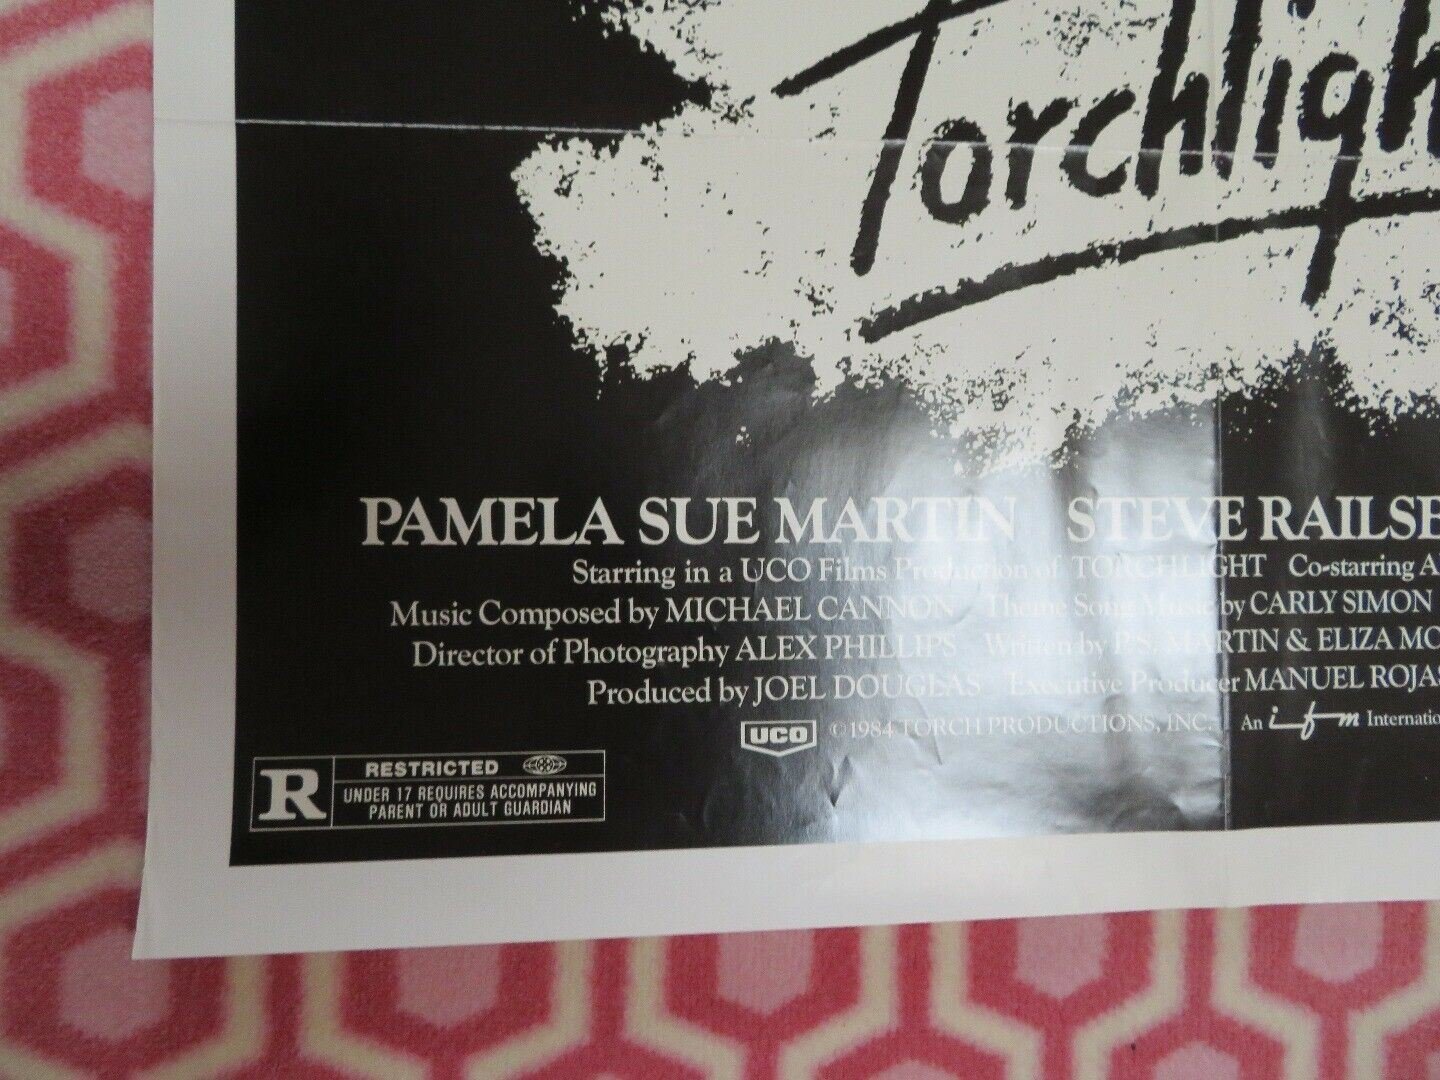 Torchligh
PAMELA SUE MARTIN STEVE RAILSB
Starring in a UCO Films Production of TORCHLIGHT Co-starring A
Music Composed by MICHAEL CANNON Theme Song Music by CARLY SIMON
Director of Photography ALEX PHILLIPS Written by P.S. MARTIN & ELIZA MO
Produced by JOEL DOUGLAS Executive Producer MANUEL ROJAS
UCO ©1984 TORCH PRODUCTIONS, INC. An ifm Internatio
R RESTRICTED
UNDER 17 REQUIRES ACCOMPANYING
PARENT OR ADULT GUARDIAN